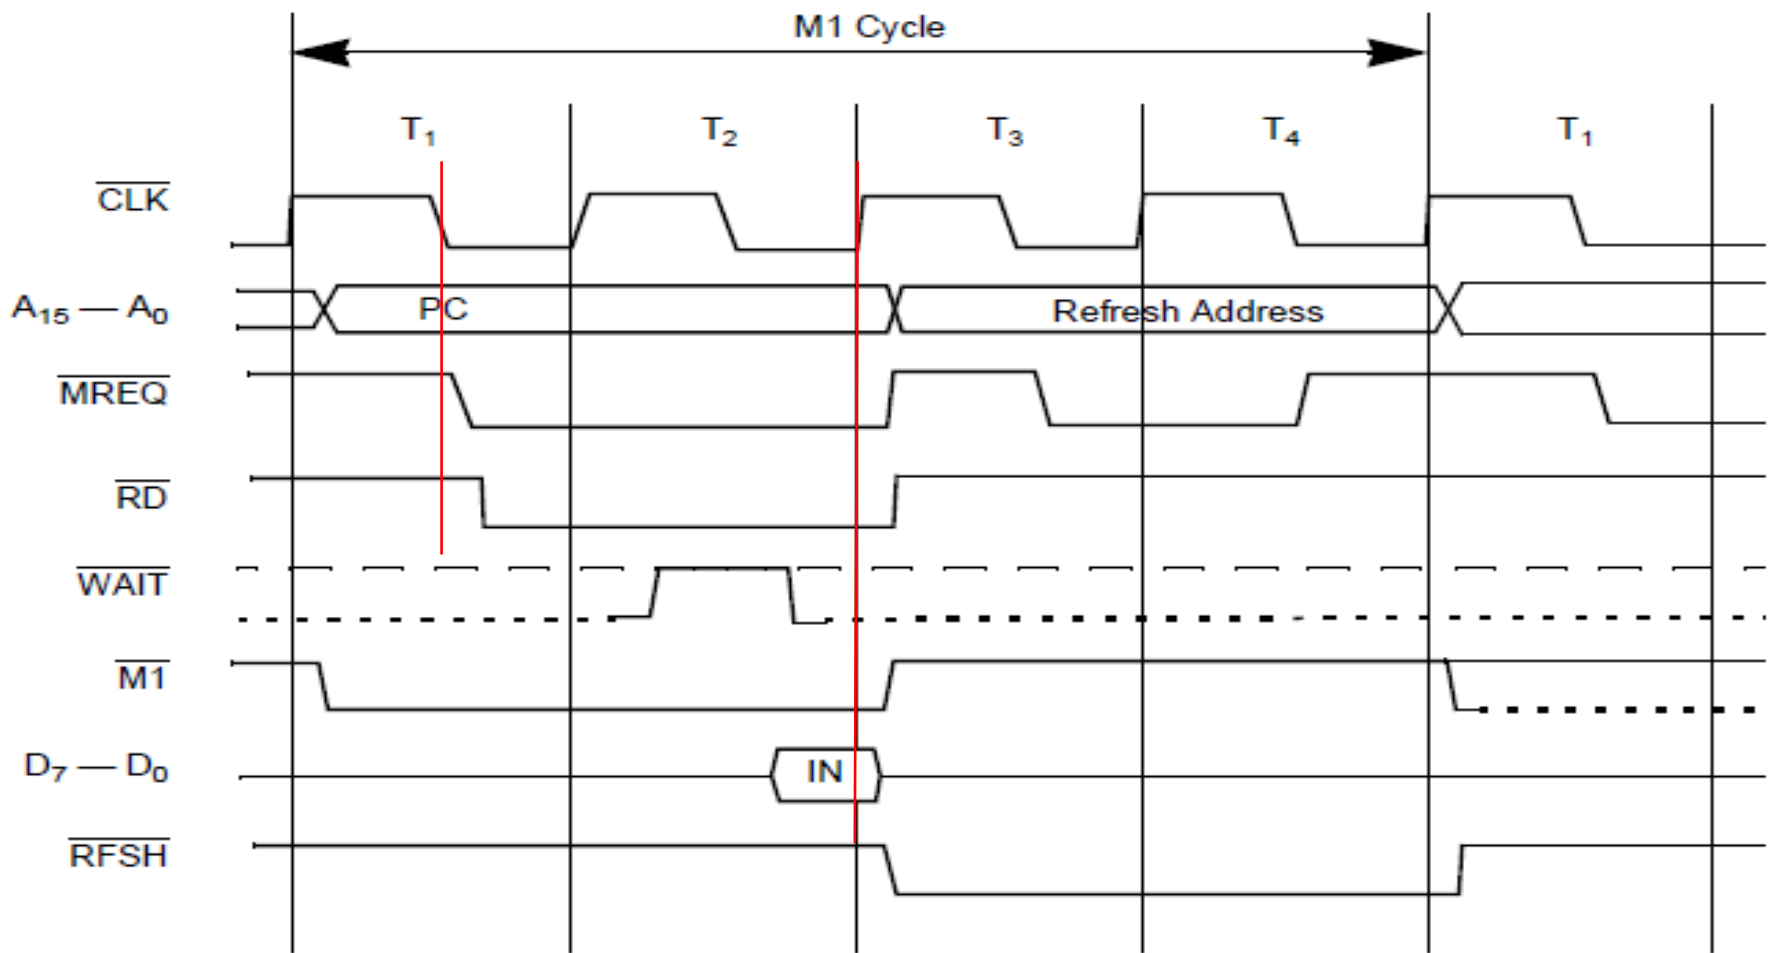 M1 Cycle
T1 T2 T3 T4 T1
CLK
A15 — A0 PC Refresh Address
MREQ
RD
WAIT
M1
D7 — D0 IN
RFSH